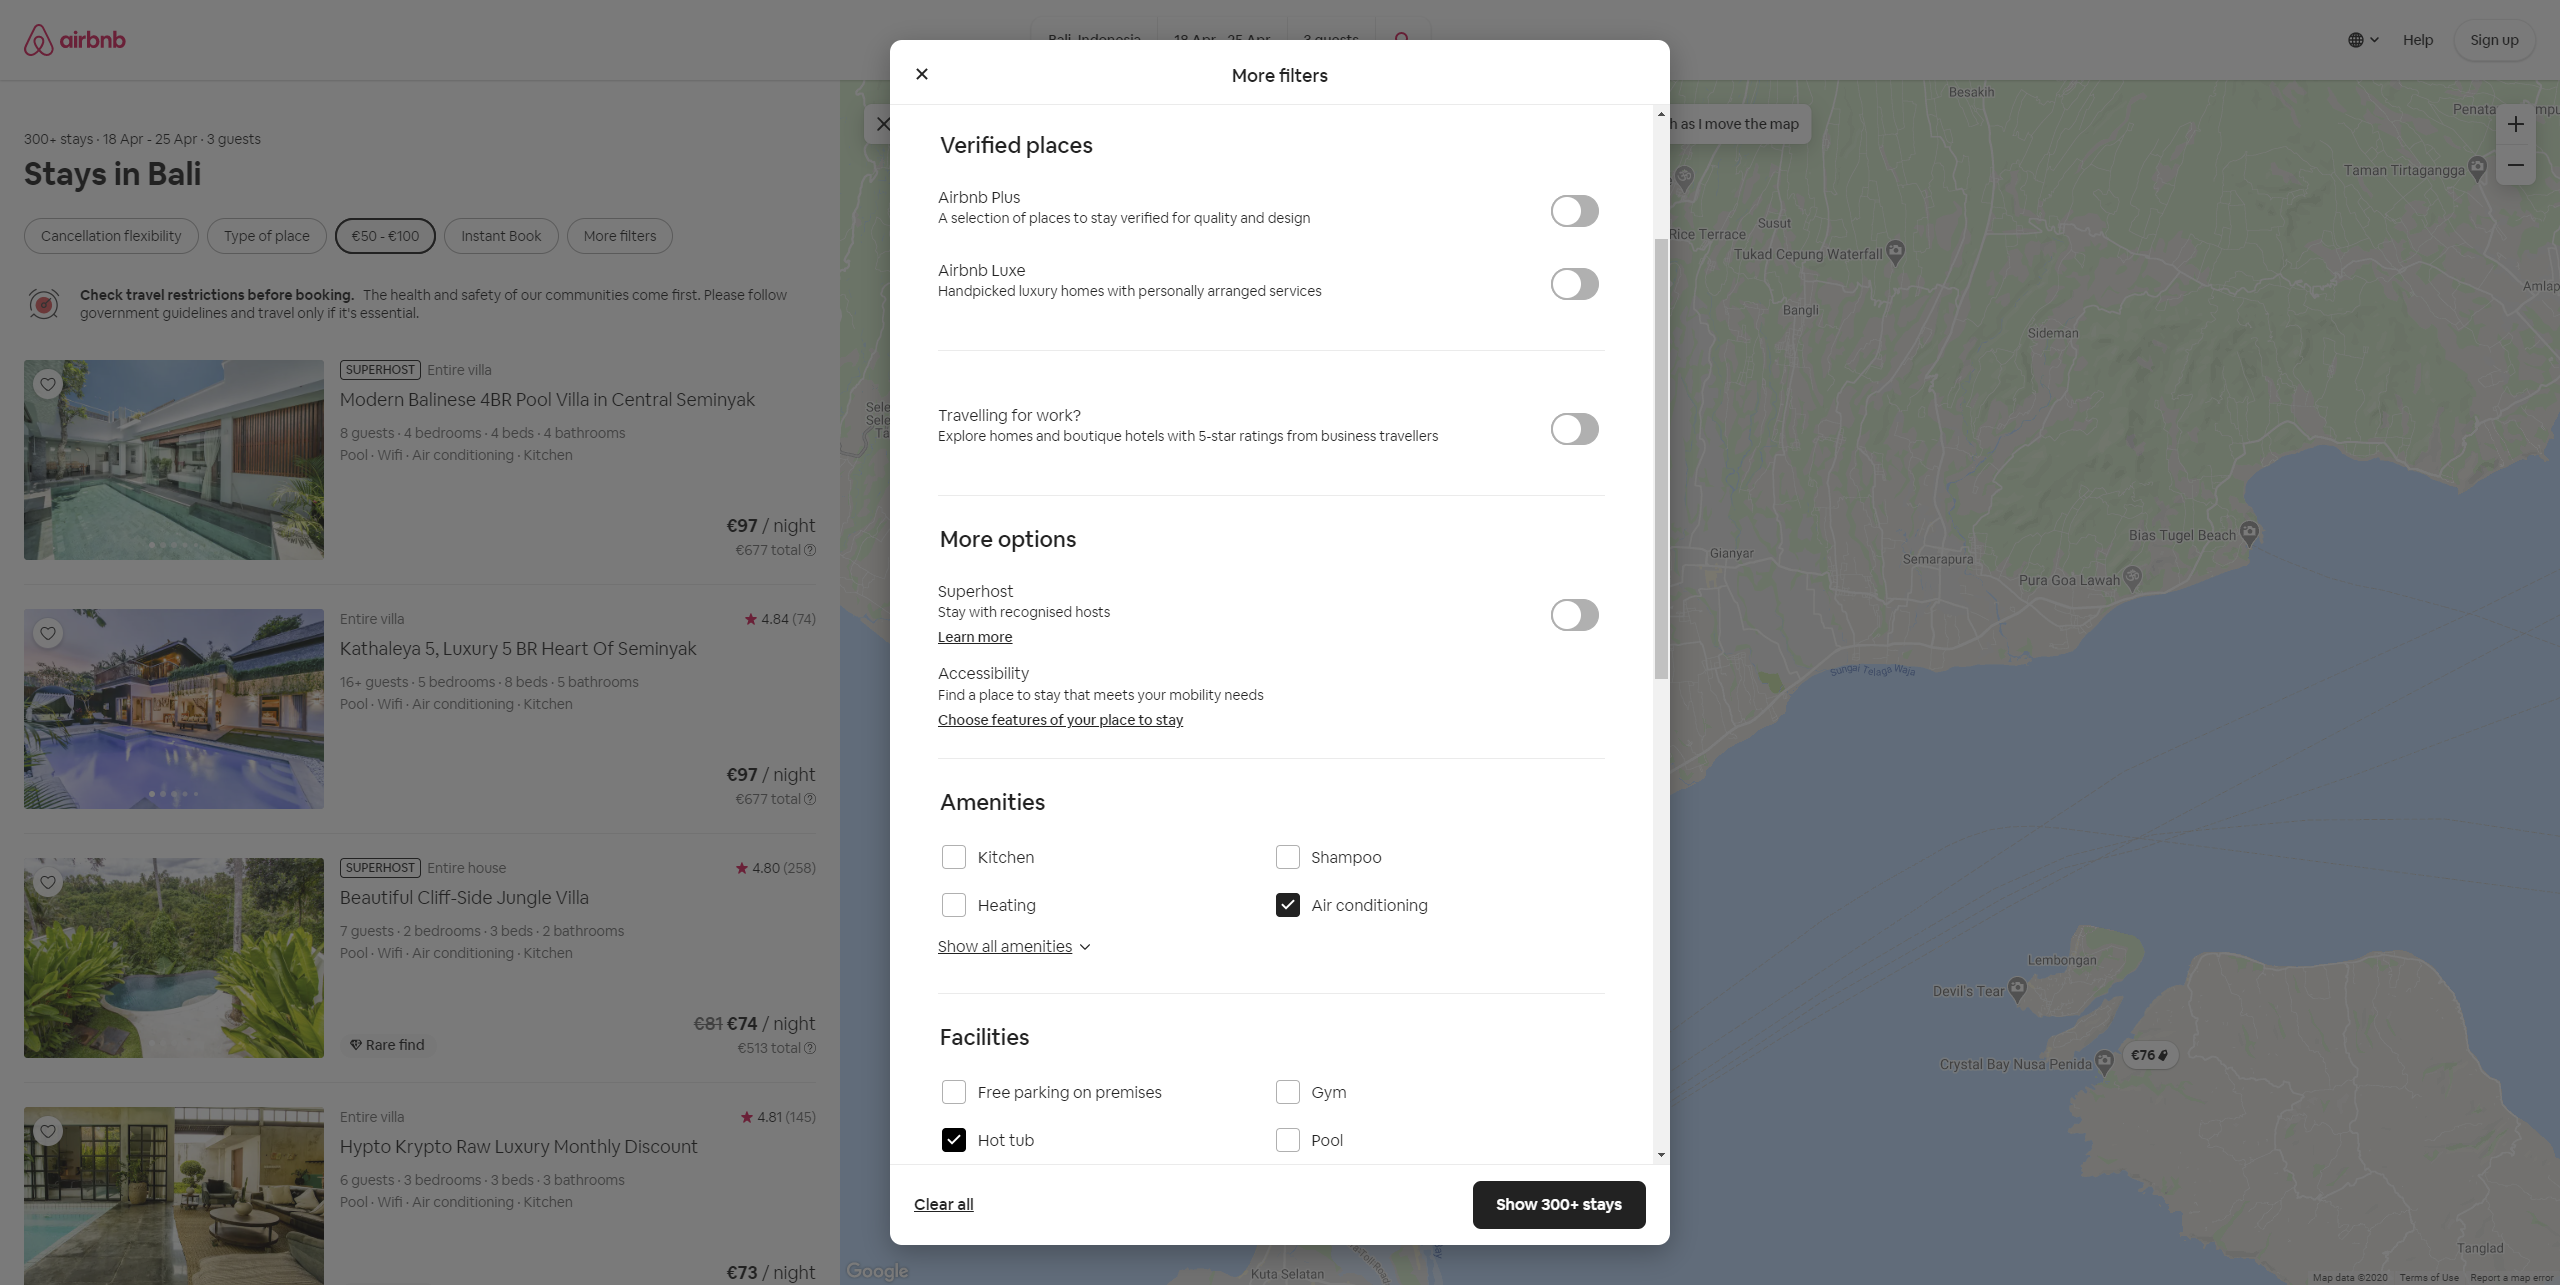 airbnb
Bali, Indonesia
18 Apr - 25 Apr
3 guests
Help
Sign up
300+ stays · 18 Apr - 25 Apr · 3 guests
Stays in Bali
Cancellation flexibility
Type of place
€50 - €100
Instant Book
More filters
Check travel restrictions before booking. The health and safety of our communities come first. Please follow
government guidelines and travel only if it's essential.
SUPERHOST Entire villa
Modern Balinese 4BR Pool Villa in Central Seminyak
8 guests · 4 bedrooms · 4 beds · 4 bathrooms
Pool · Wifi · Air conditioning · Kitchen
€97 / night
€677 total
Entire villa
4.84 (74)
Kathaleya 5, Luxury 5 BR Heart Of Seminyak
16+ guests · 5 bedrooms · 8 beds · 5 bathrooms
Pool · Wifi · Air conditioning · Kitchen
€97 / night
€677 total
SUPERHOST Entire house
4.80 (258)
Beautiful Cliff-Side Jungle Villa
7 guests · 2 bedrooms · 3 beds · 2 bathrooms
Pool · Wifi · Air conditioning · Kitchen
Rare find
€81 €74 / night
€513 total
Entire villa
4.81 (145)
Hypto Krypto Raw Luxury Monthly Discount
6 guests · 3 bedrooms · 3 beds · 3 bathrooms
Pool · Wifi · Air conditioning · Kitchen
€73 / night
More filters
Verified places
Airbnb Plus
A selection of places to stay verified for quality and design
Airbnb Luxe
Handpicked luxury homes with personally arranged services
Travelling for work?
Explore homes and boutique hotels with 5-star ratings from business travellers
More options
Superhost
Stay with recognised hosts
Learn more
Accessibility
Find a place to stay that meets your mobility needs
Choose features of your place to stay
Amenities
Kitchen
Shampoo
Heating
Air conditioning
Show all amenities
Facilities
Free parking on premises
Gym
Hot tub
Pool
Clear all
Show 300+ stays
h as I move the map
Besakih
Penata
Taman Tirtagangga
Rice Terrace
Susut
Tukad Cepung Waterfall
Bangli
Amlap
Sideman
Sele
Sele
Ta
Gianyar
Semarapura
Bias Tugel Beach
Pura Goa Lawah
Sungai Telago Waja
Lembongan
Devil's Tear
Crystal Bay Nusa Penida
€76
Tanglad
Kuta Selatan
Google
Map data ©2020
Terms of Use
Report a map error